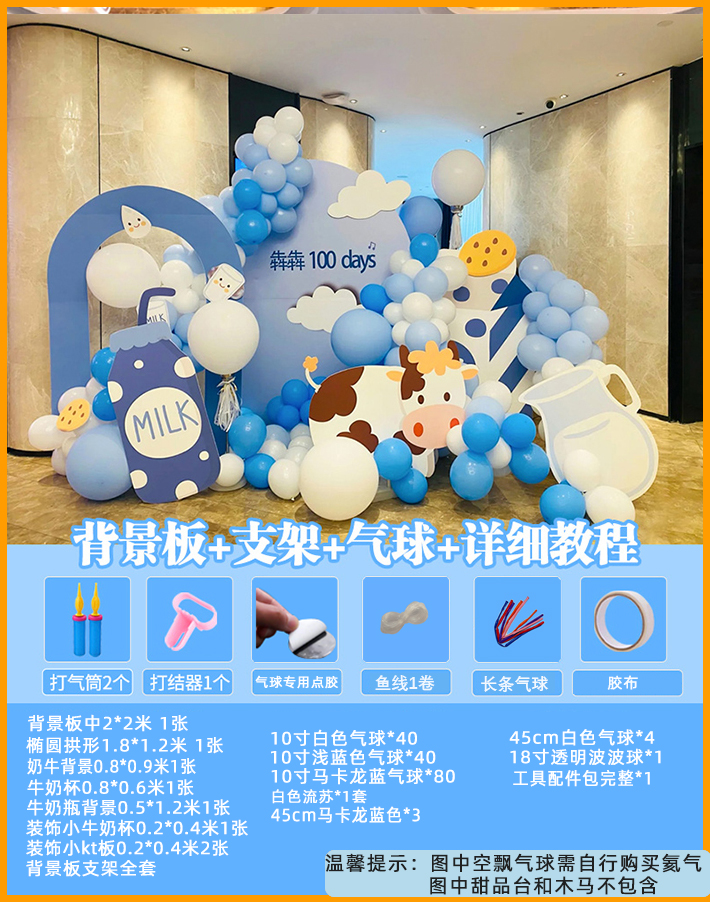 犇犇 100 days
MILK
MILK
背景板+支架+气球+详细教程
打气筒2个
打结器1个
气球专用点胶
鱼线1卷
长条气球
胶布
背景板中2*2米 1张
椭圆拱形1.8*1.2米 1张
奶牛背景0.8*0.9米1张
牛奶杯0.8*0.6米1张
牛奶瓶背景0.5*1.2米1张
装饰小牛奶杯0.2*0.4米1张
装饰小kt板0.2*0.4米2张
背景板支架全套
10寸白色气球*40
10寸浅蓝色气球*40
10寸马卡龙蓝气球*80
白色流苏*1套
45cm马卡龙蓝色*3
45cm白色气球*4
18寸透明波波球*1
工具配件包完整*1
温馨提示：图中空飘气球需自行购买氦气
图中甜品台和木马不包含